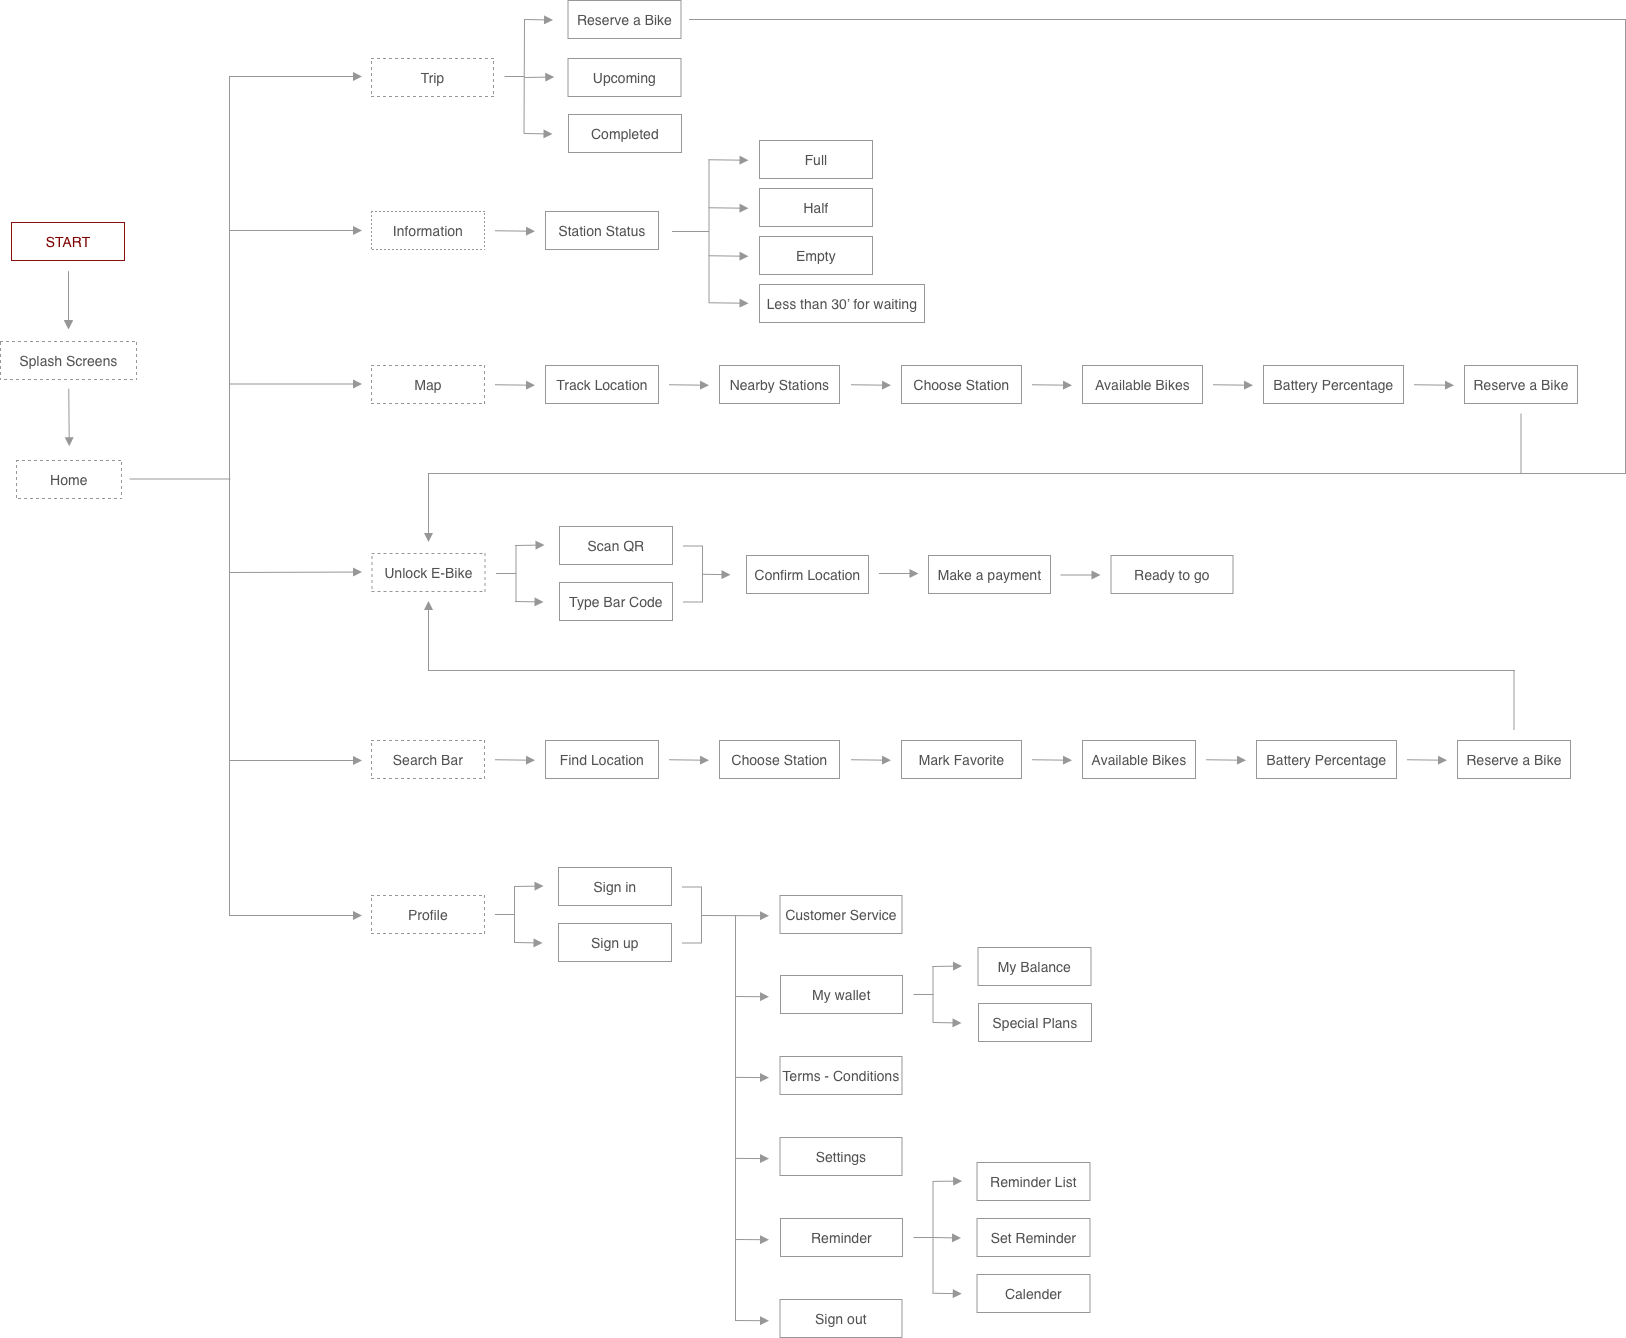 START
Splash Screens
Home
Trip
Reserve a Bike
Upcoming
Completed
Information
Station Status
Full
Half
Empty
Less than 30’ for waiting
Map
Track Location
Nearby Stations
Choose Station
Available Bikes
Battery Percentage
Reserve a Bike
Unlock E-Bike
Scan QR
Type Bar Code
Confirm Location
Make a payment
Ready to go
Search Bar
Find Location
Choose Station
Mark Favorite
Available Bikes
Battery Percentage
Reserve a Bike
Profile
Sign in
Sign up
Customer Service
My wallet
My Balance
Special Plans
Terms - Conditions
Settings
Reminder
Reminder List
Set Reminder
Calender
Sign out